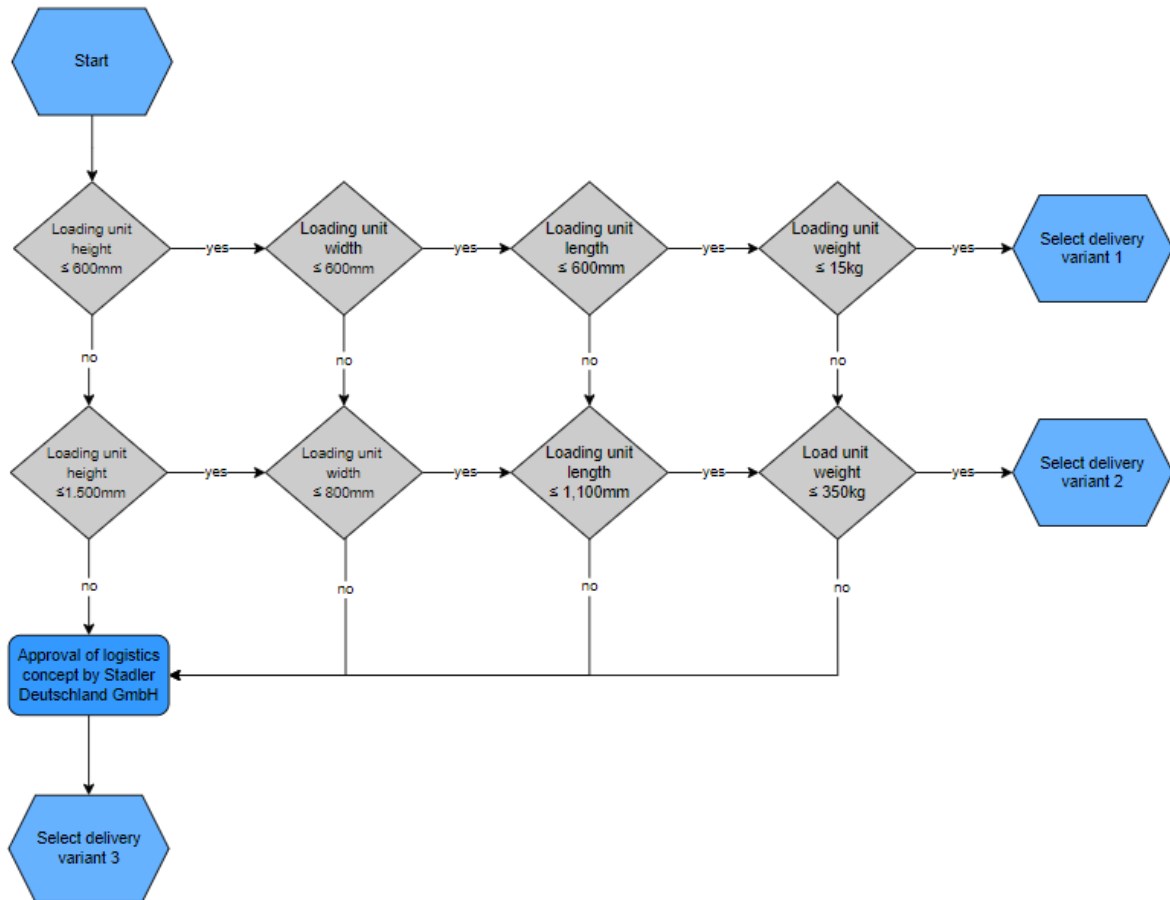 Start
Loading unit
height
≤ 600mm
yes
Loading unit
width
≤ 600mm
yes
Loading unit
length
≤ 600mm
yes
Loading unit
weight
≤ 15kg
yes
Select delivery
variant 1
no
no
no
no
Loading unit
height
≤1.500mm
yes
Loading unit
width
≤ 800mm
yes
Loading unit
length
≤ 1,100mm
yes
Load unit
weight
≤ 350kg
yes
Select delivery
variant 2
no
no
no
no
Approval of logistics
concept by Stadler
Deutschland GmbH
Select delivery
variant 3